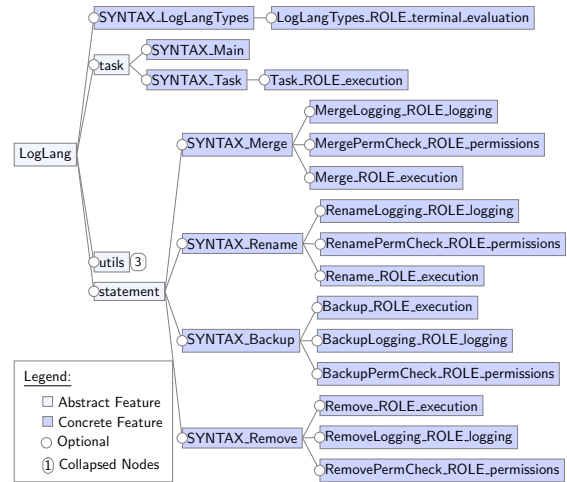 SYNTAX_LogLangTypes
LogLangTypes_ROLE_terminal_evaluation
SYNTAX_Main
task
SYNTAX_Task
Task_ROLE_execution
MergeLogging_ROLE_logging
SYNTAX_Merge
MergePermCheck_ROLE_permissions
LogLang
Merge_ROLE_execution
RenameLogging_ROLE_logging
SYNTAX_Rename
RenamePermCheck_ROLE_permissions
utils
3
Rename_ROLE_execution
statement
Backup_ROLE_execution
SYNTAX_Backup
BackupLogging_ROLE_logging
BackupPermCheck_ROLE_permissions
Remove_ROLE_execution
SYNTAX_Remove
RemoveLogging_ROLE_logging
RemovePermCheck_ROLE_permissions
Legend:
Abstract Feature
Concrete Feature
Optional
1 Collapsed Nodes